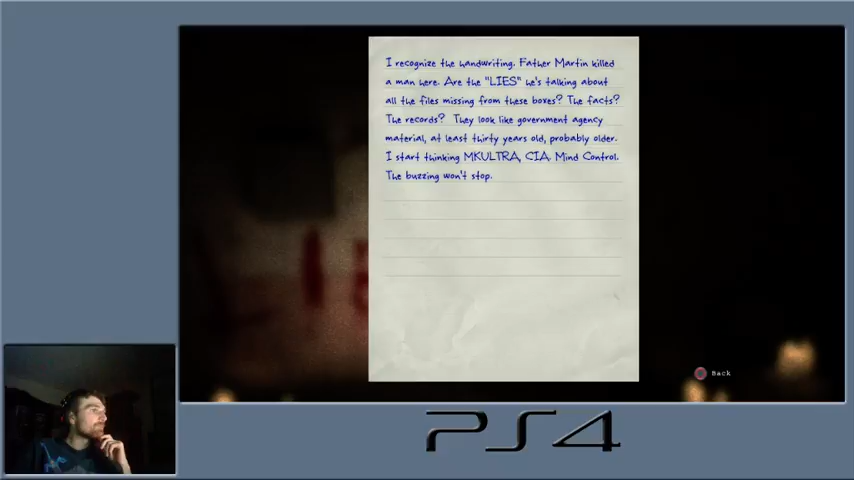 I recognize the handwriting. Father Martin killed
a man here. Are the "LIES" he's talking about
all the files missing from these boxes? The facts?
The records? They look like government agency
material, at least thirty years old, probably older.
I start thinking MKULTRA, CIA. Mind Control.
The buzzing won't stop.
Back
PS4